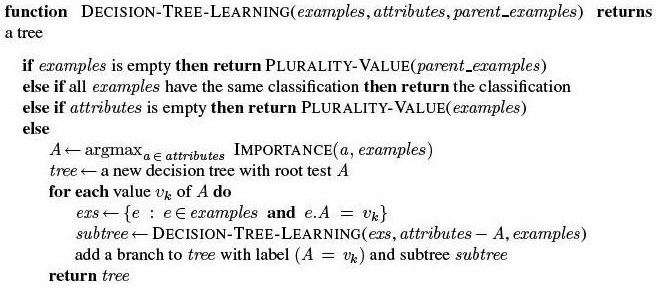 function DECISION-TREE-LEARNING(examples, attributes, parent_examples) returns
a tree
if examples is empty then return PLURALITY-VALUE(parent_examples)
else if all examples have the same classification then return the classification
else if attributes is empty then return PLURALITY-VALUE(examples)
else
A ← argmax a ∈ attributes IMPORTANCE(a, examples)
tree ← a new decision tree with root test A
for each value vk of A do
exs ← {e : e ∈ examples and e.A = vk}
subtree ← DECISION-TREE-LEARNING(exs, attributes − A, examples)
add a branch to tree with label (A = vk) and subtree subtree
return tree